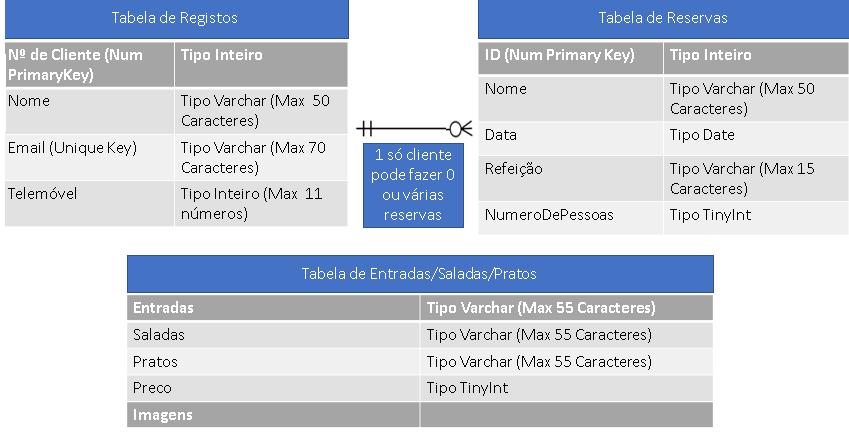 Tabela de Registos
Nº de Cliente (Num
PrimaryKey)
Tipo Inteiro
Nome
Tipo Varchar (Max 50
Caracteres)
Email (Unique Key)
Tipo Varchar (Max 70
Caracteres)
Telemóvel
Tipo Inteiro (Max 11
números)
1 só cliente
pode fazer 0
ou várias
reservas
Tabela de Reservas
ID (Num Primary Key)
Tipo Inteiro
Nome
Tipo Varchar (Max 50
Caracteres)
Data
Tipo Date
Refeição
Tipo Varchar (Max 15
Caracteres)
NumeroDePessoas
Tipo TinyInt
Tabela de Entradas/Saladas/Pratos
Entradas
Tipo Varchar (Max 55 Caracteres)
Saladas
Tipo Varchar (Max 55 Caracteres)
Pratos
Tipo Varchar (Max 55 Caracteres)
Preco
Tipo TinyInt
Imagens